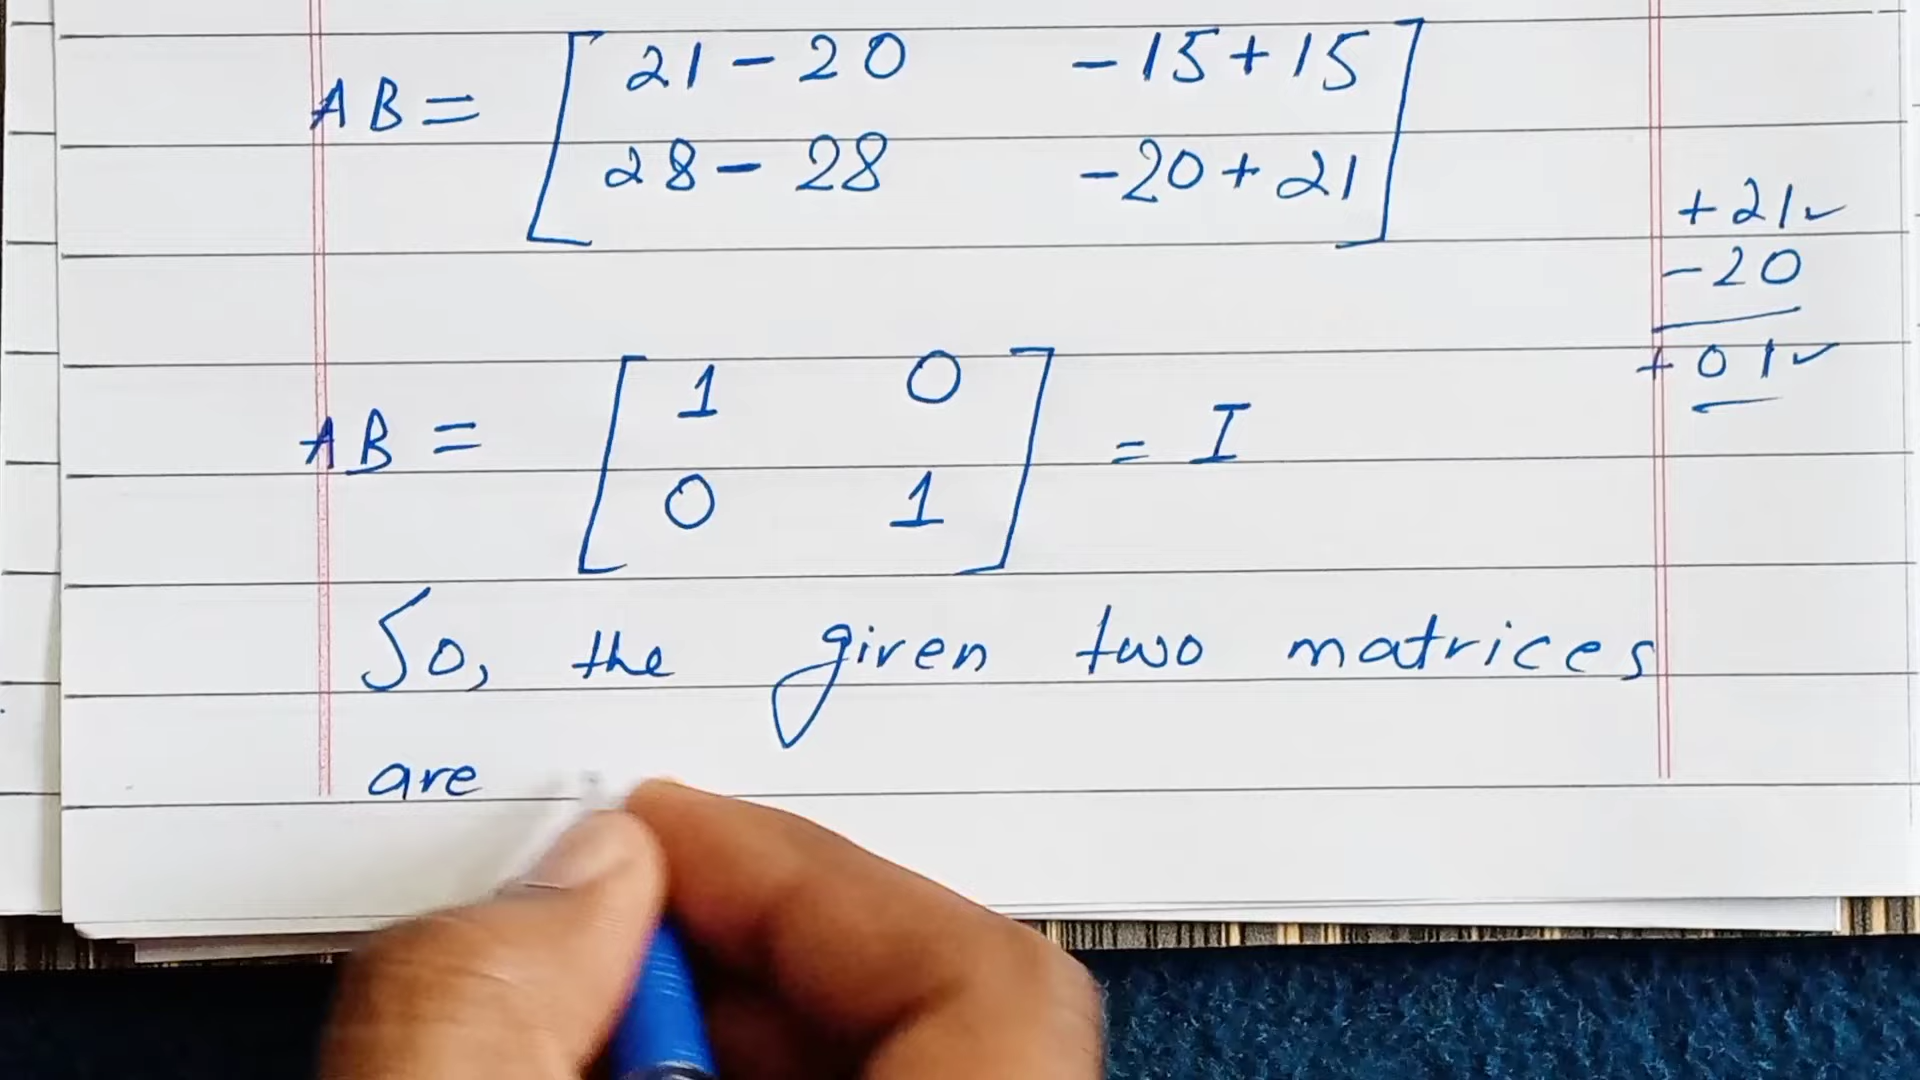 AB = [ 21 - 20   -15 + 15
28 - 28   -20 + 21 ]
+21✓
-20
+01✓
AB = [ 1   0
0   1 ] = I
So, the given two matrices
are